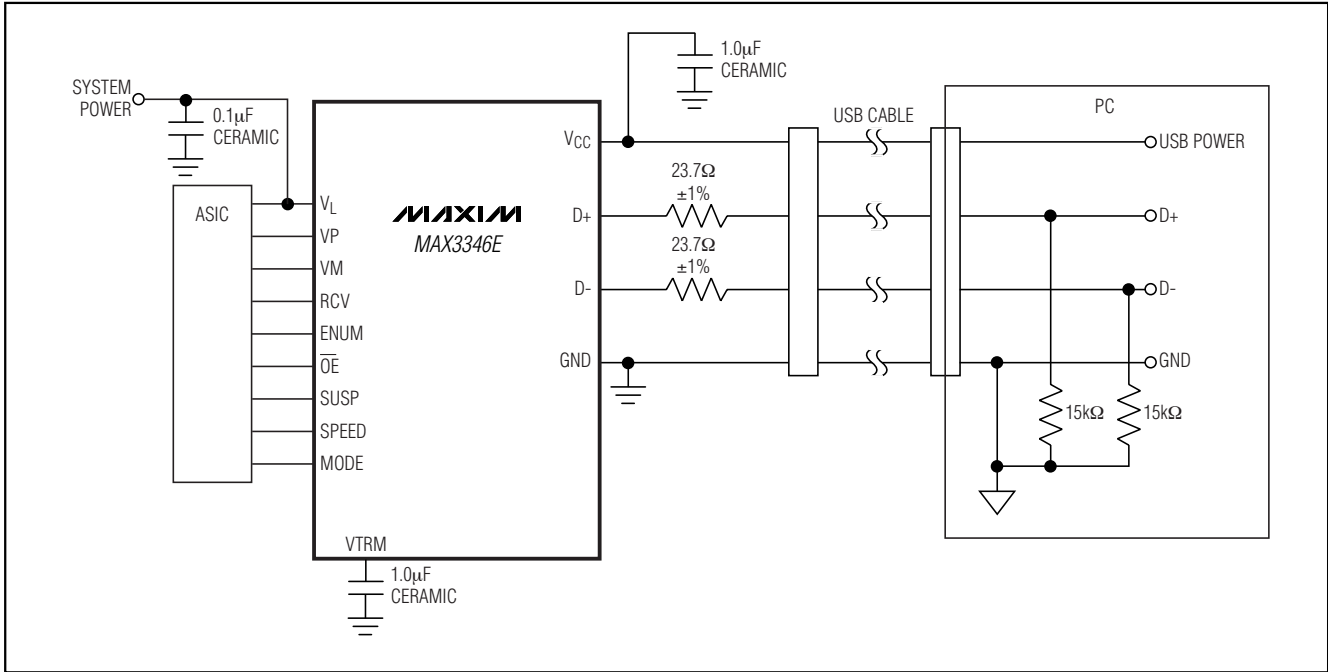 SYSTEM
POWER
0.1μF
CERAMIC
1.0μF
CERAMIC
ASIC
VL
VP
VM
RCV
ENUM
OE
SUSP
SPEED
MODE
MAXIM
MAX3346E
VCC
D+
D-
GND
VTRM
1.0μF
CERAMIC
23.7Ω
±1%
23.7Ω
±1%
USB CABLE
PC
USB POWER
D+
D-
GND
15kΩ
15kΩ